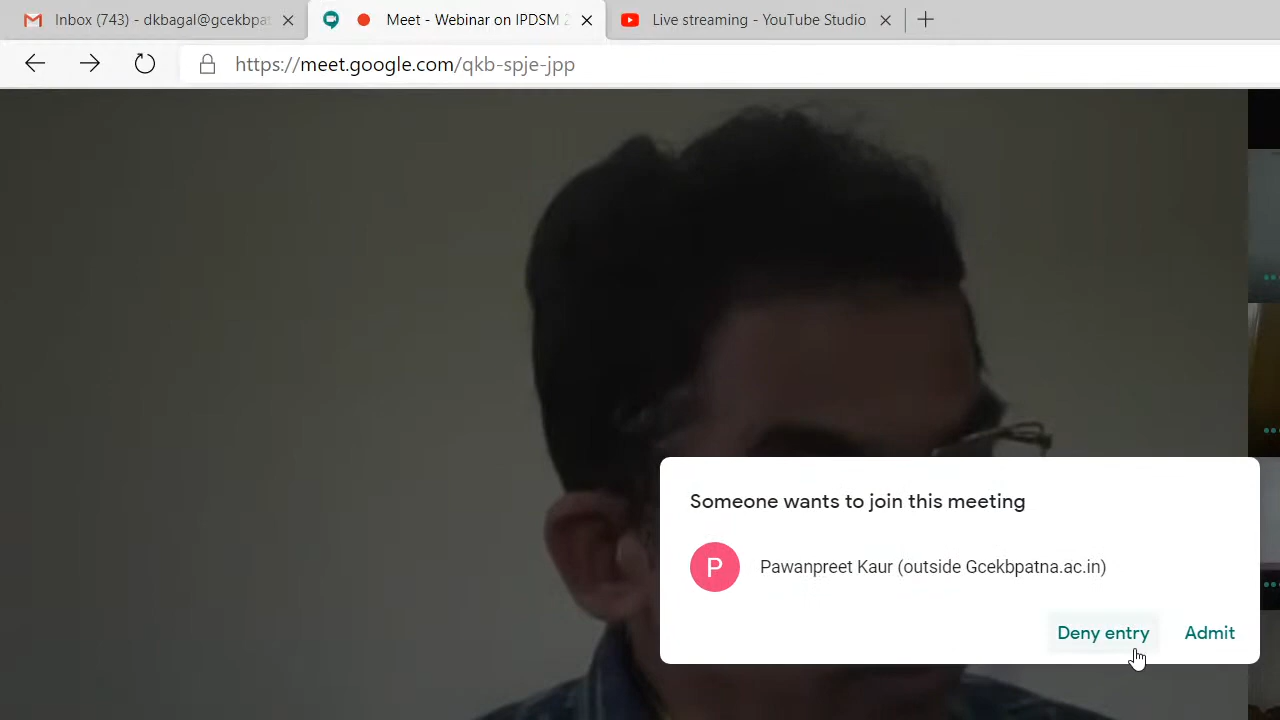 Inbox (743) - dkbagal@gcekbpat
Meet - Webinar on IPDSM 2
Live streaming - YouTube Studio
https://meet.google.com/qkb-spje-jpp
Someone wants to join this meeting
P
Pawanpreet Kaur (outside Gcekbpatna.ac.in)
Deny entry
Admit